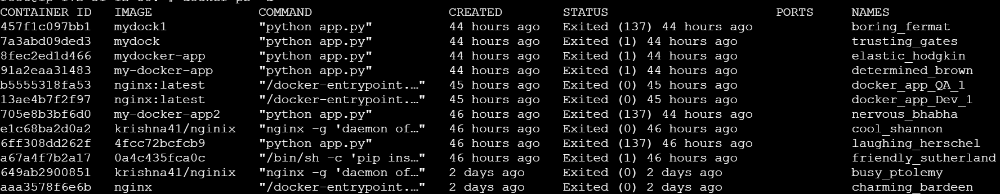 CONTAINER ID IMAGE COMMAND CREATED STATUS PORTS NAMES
457f1c097bb1 mydock1 "python app.py" 44 hours ago Exited (137) 44 hours ago boring_fermat
7a3abd09ded3 mydock "python app.py" 44 hours ago Exited (1) 44 hours ago trusting_gates
8fec2ed1d466 mydocker-app "python app.py" 44 hours ago Exited (1) 44 hours ago elastic_hodgkin
91a2eaa31483 my-docker-app "python app.py" 44 hours ago Exited (1) 44 hours ago determined_brown
b5555318fa53 nginx:latest "/docker-entrypoint.…" 45 hours ago Exited (0) 45 hours ago docker_app_QA_1
13ae4b7f2f97 nginx:latest "/docker-entrypoint.…" 45 hours ago Exited (0) 45 hours ago docker_app_Dev_1
705e8b3bf6d0 my-docker-app2 "python app.py" 46 hours ago Exited (137) 44 hours ago nervous_bhabha
e1c68ba2d0a2 krishna41/nginix "nginx -g 'daemon of…" 46 hours ago Exited (0) 46 hours ago cool_shannon
6ff308dd262f 4fcc72bcfcb9 "python app.py" 46 hours ago Exited (137) 46 hours ago laughing_herschel
a67a4f7b2a17 0a4c435fca0c "/bin/sh -c 'pip ins…" 46 hours ago Exited (1) 46 hours ago friendly_sutherland
649ab2900851 krishna41/nginix "nginx -g 'daemon of…" 2 days ago Exited (0) 2 days ago busy_ptolemy
aaa3578f6e6b nginx "/docker-entrypoint.…" 2 days ago Exited (0) 2 days ago charming_bardeen